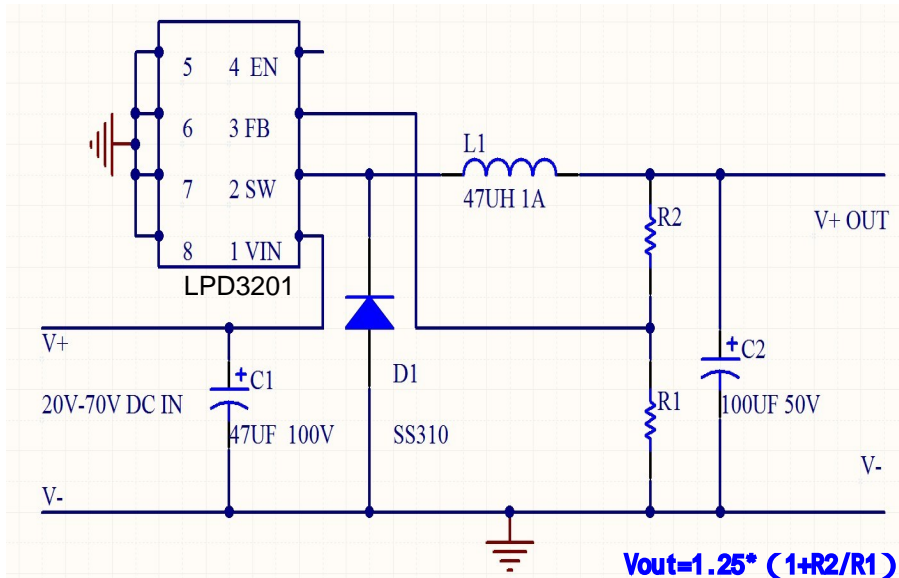 5 4 EN
6 3 FB
7 2 SW
8 1 VIN
LPD3201
L1
47UH 1A
R2
V+ OUT
V+
C1
20V-70V DC IN
47UF 100V
D1
SS310
R1
C2
100UF 50V
V-
V-
Vout=1.25*（1+R2/R1）